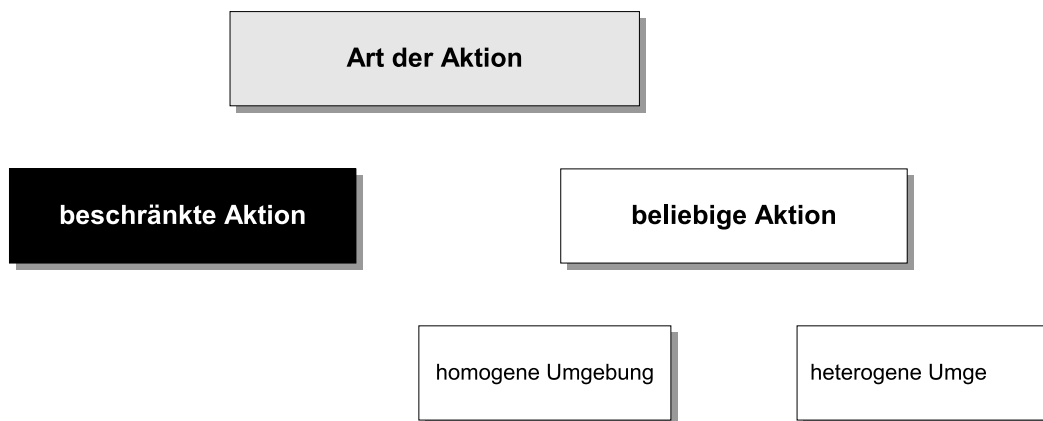 Art der Aktion
beschränkte Aktion
beliebige Aktion
homogene Umgebung
heterogene Umge